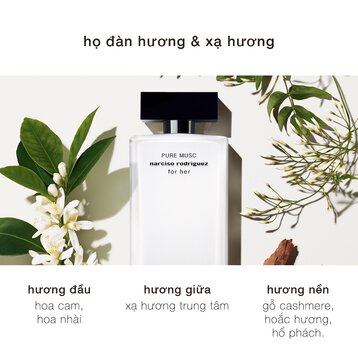 họ đàn hương & xạ hương
PURE MUSC
narciso rodriguez
for her
hương đầu
hoa cam,
hoa nhài
hương giữa
xạ hương trung tâm
hương nền
gỗ cashmere,
hoắc hương,
hổ phách.